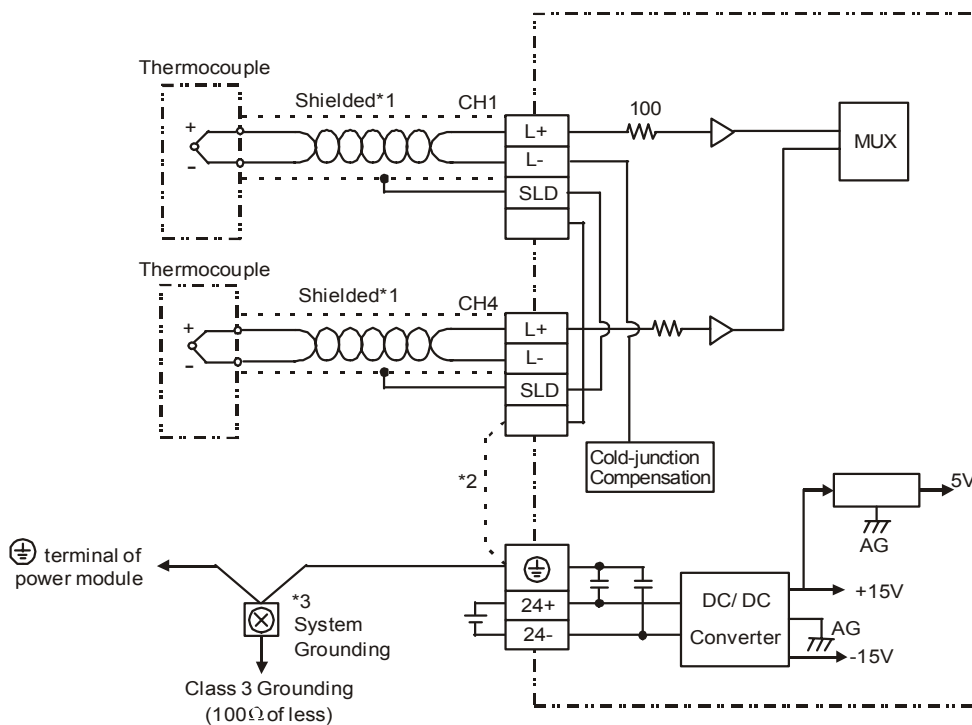 Thermocouple
Shielded*1
CH1
+
-
L+
L-
SLD
100
MUX
Thermocouple
Shielded*1
CH4
+
-
L+
L-
SLD
Cold-junction
Compensation
*2
5V
AG
terminal of
power module
*3
System
Grounding
Class 3 Grounding
(100Ω of less)
24+
24-
DC/ DC
Converter
+15V
AG
-15V